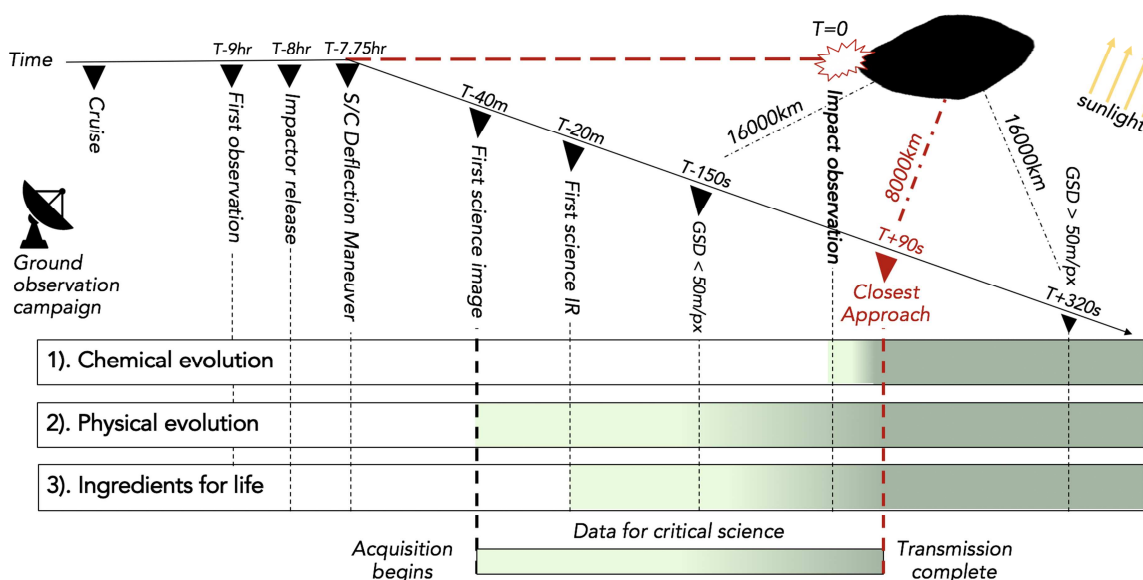 T=0
T-9hr
T-8hr
T-7.75hr
Time
sunlight
T-40m
16000km
16000km
T-20m
T-150s
8000km
Cruise
First observation
Impactor release
S/C Deflection Maneuver
First science image
First science IR
GSD < 50m/px
Impact observation
T+90s
GSD > 50m/px
Ground
observation
campaign
Closest
Approach
T+320s
1). Chemical evolution
2). Physical evolution
3). Ingredients for life
Data for critical science
Acquisition
begins
Transmission
complete